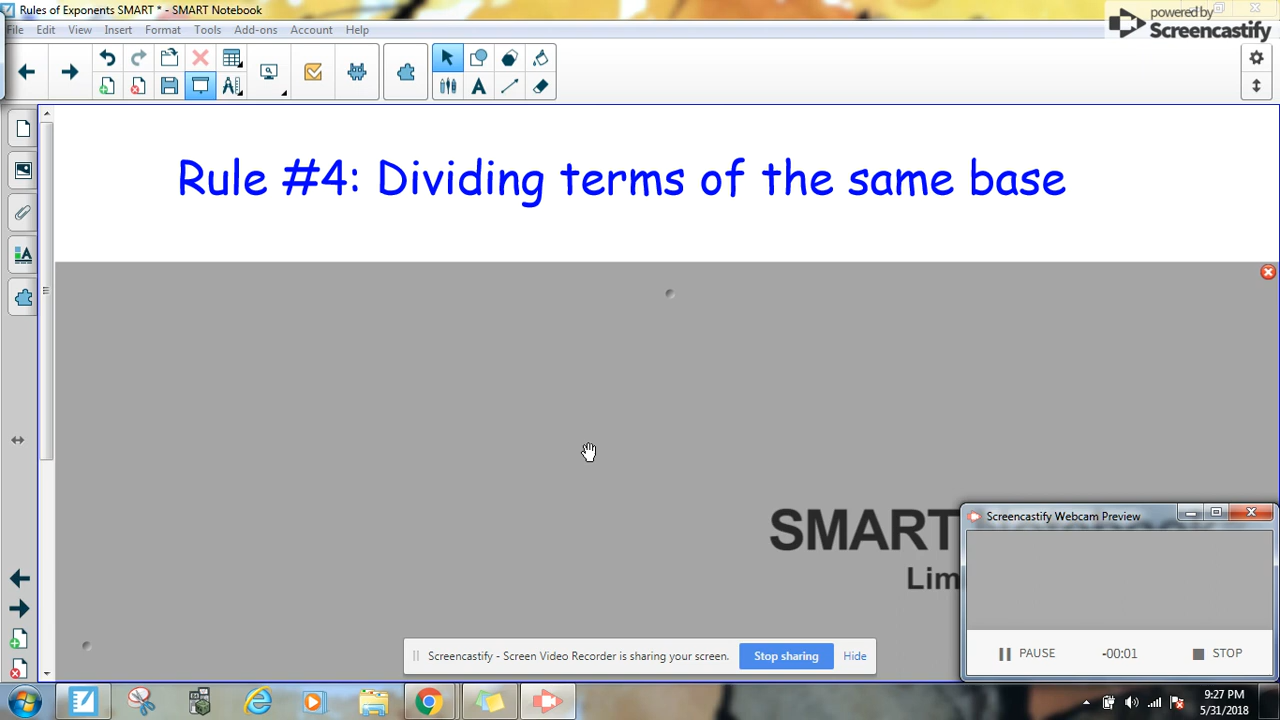 Rules of Exponents SMART * - SMART Notebook
powered by
Screencastify
File Edit View Insert Format Tools Add-ons Account Help
Rule #4: Dividing terms of the same base
SMART
Lim
Screencastify Webcam Preview
Screencastify - Screen Video Recorder is sharing your screen. Stop sharing Hide
PAUSE -00:01 STOP
9:27 PM
5/31/2018